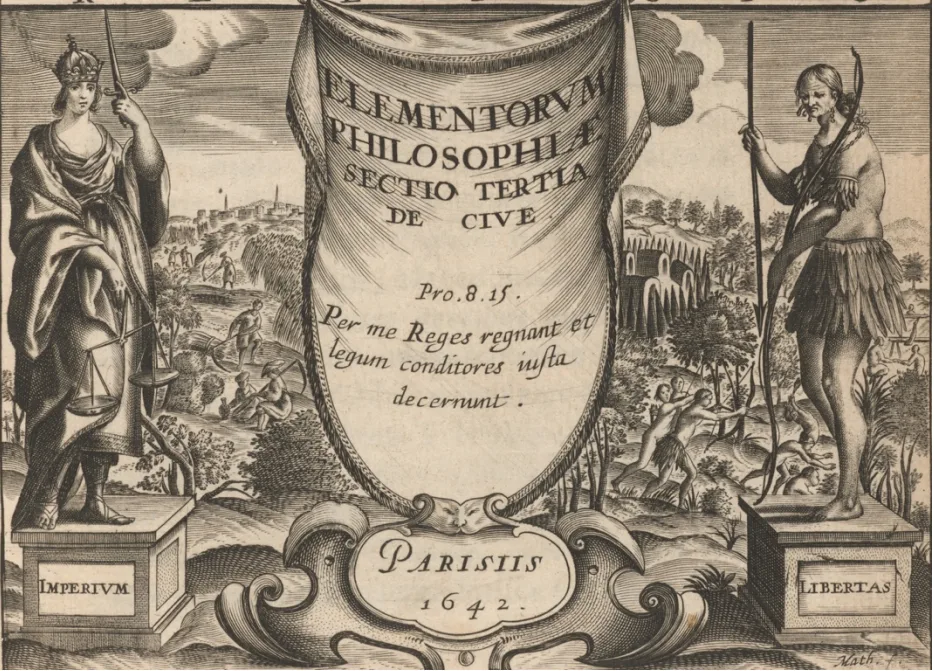 ELEMENTORVM
PHILOSOPHIÆ
SECTIO TERTIA
DE CIVE
Pro.8.15.
Per me Reges regnant et
legum conditores iusta
decernunt.
PARISIIS
1642.
IMPERIVM
LIBERTAS
Math.